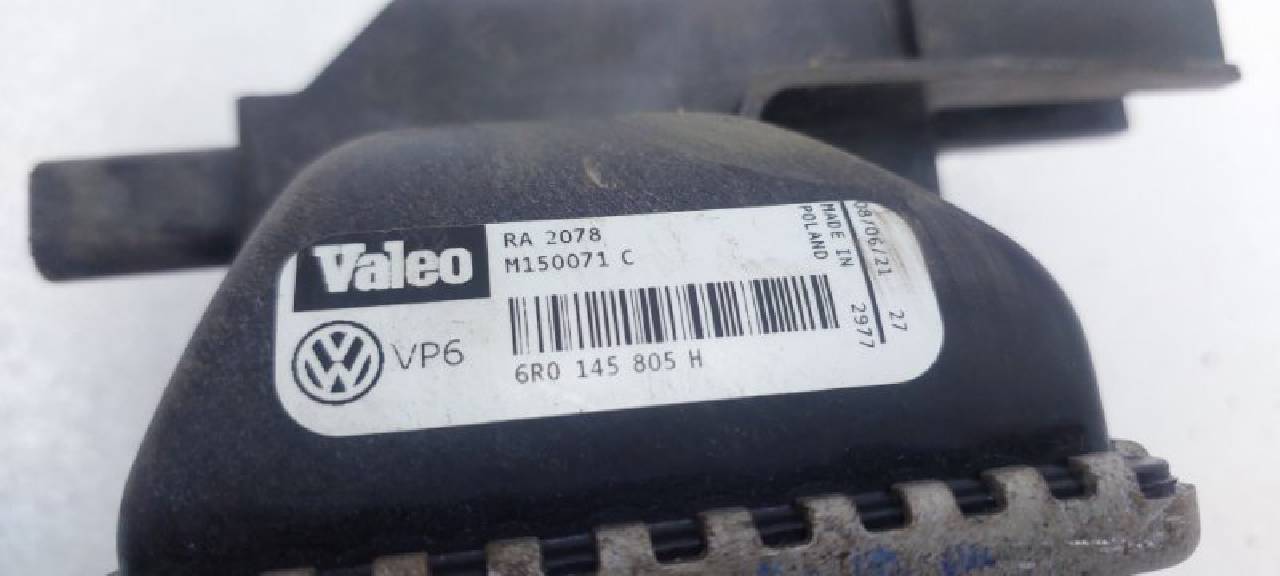 Valeo
RA 2078
M150071 C
VP6
6R0 145 805 H
MADE IN
POLAND
08/06/21 27
2977